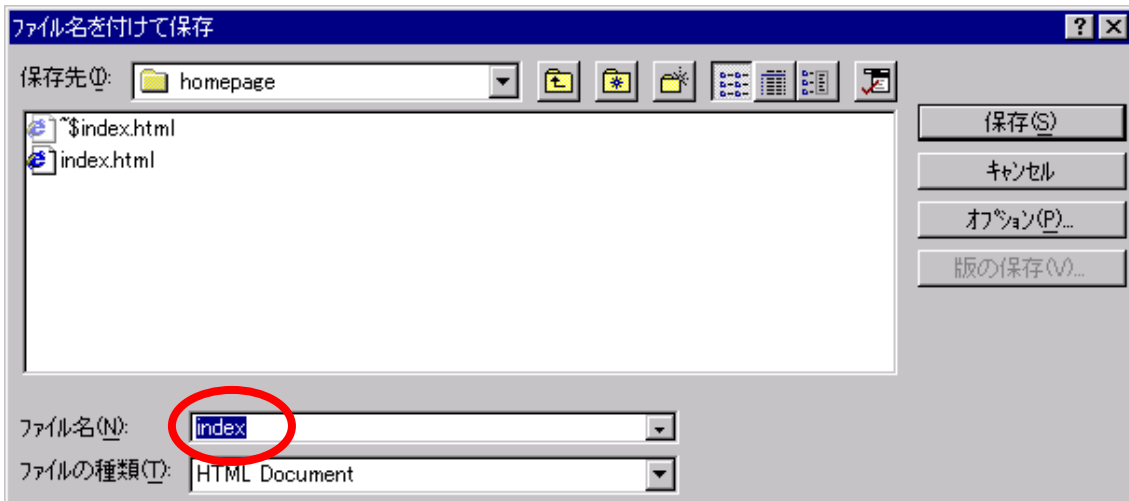 ファイル名を付けて保存
保存先(I): homepage
~$index.html
index.html
保存(S)
キャンセル
オプション(P)...
版の保存(V)...
ファイル名(N): index
ファイルの種類(T): HTML Document